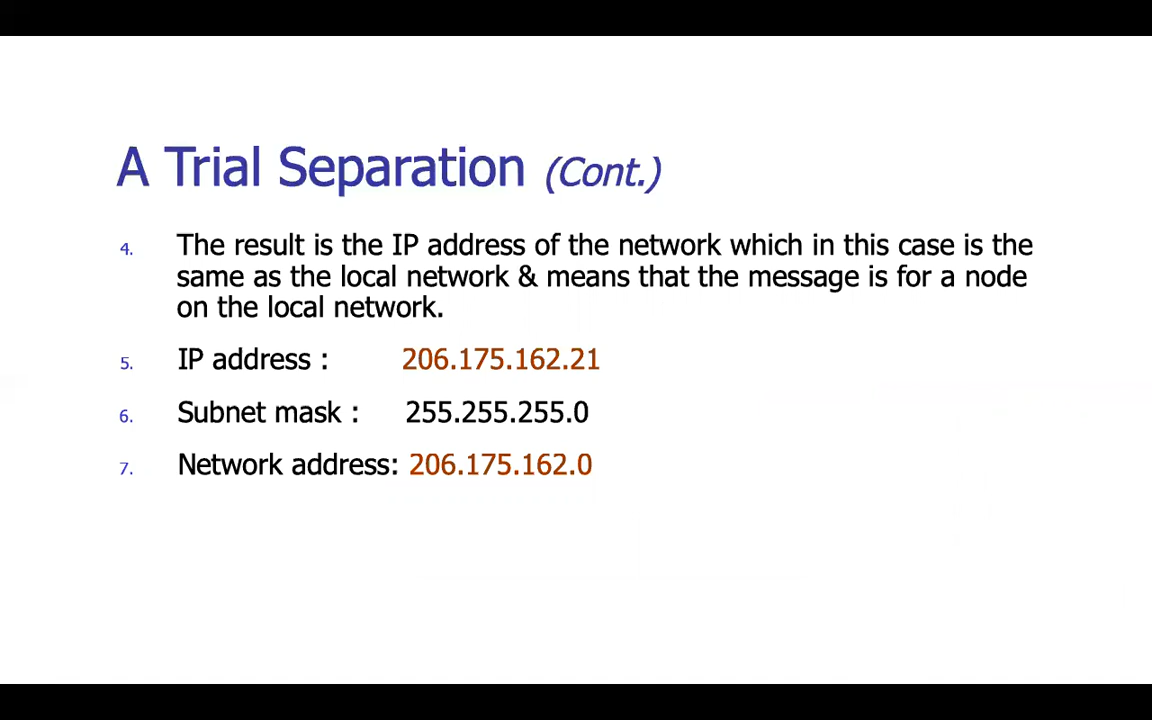 A Trial Separation (Cont.)
4. The result is the IP address of the network which in this case is the
same as the local network & means that the message is for a node
on the local network.
5. IP address : 206.175.162.21
6. Subnet mask : 255.255.255.0
7. Network address: 206.175.162.0